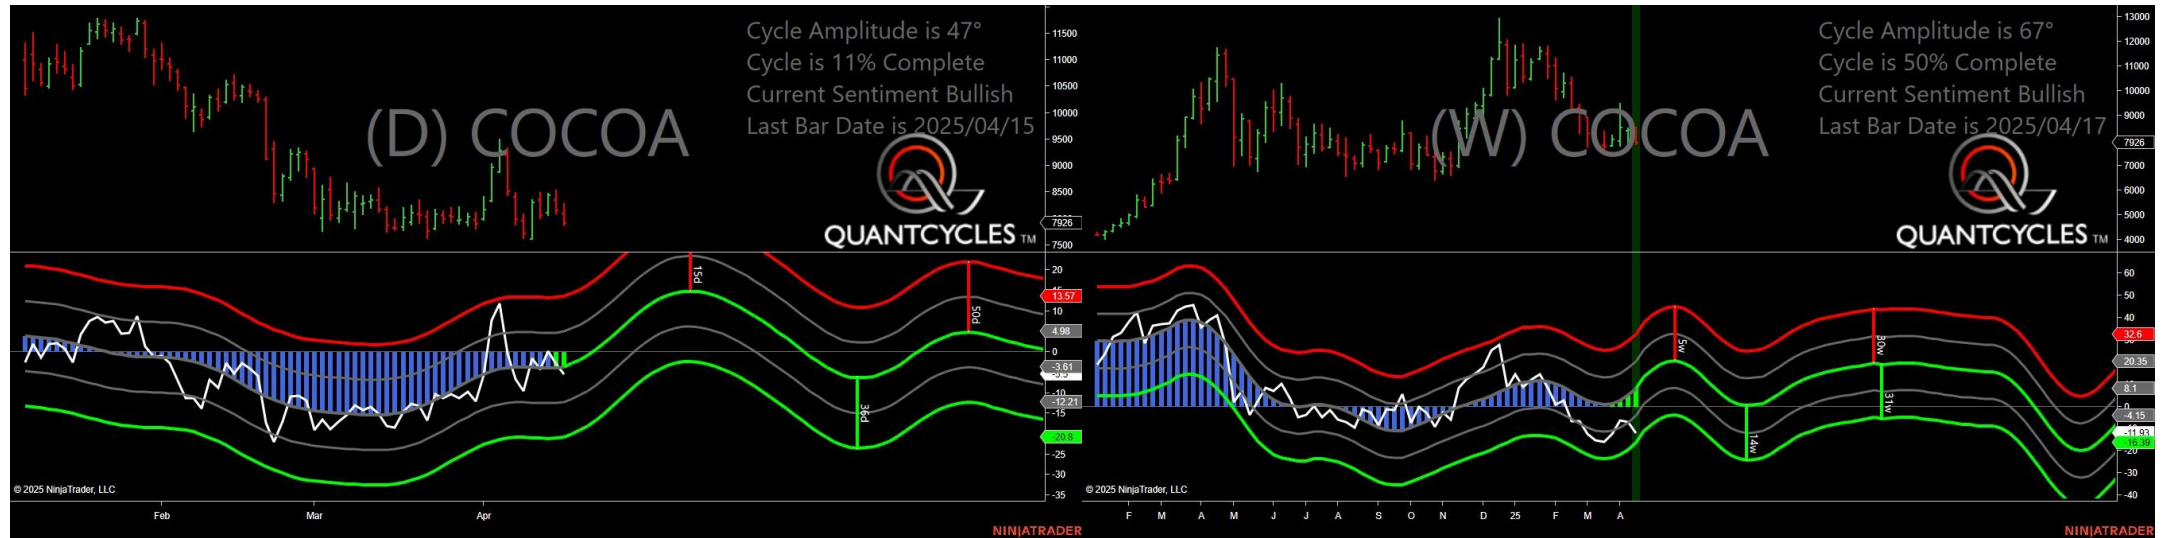 Cycle Amplitude is 47°
Cycle is 11% Complete
Current Sentiment Bullish
Last Bar Date is 2025/04/15
(D) COCOA
QUANTCYCLES TM
11500
11000
10500
10000
9500
9000
8500
7926
7500
15d
50d
36d
20
13.57
10
4.98
0
-3.61
-12.21
-15
-20.8
-25
-30
-35
© 2025 NinjaTrader, LLC
Feb Mar Apr
NINJATRADER
Cycle Amplitude is 67°
Cycle is 50% Complete
Current Sentiment Bullish
Last Bar Date is 2025/04/17
(W) COCOA
QUANTCYCLES TM
13000
12000
11000
10000
9000
7926
7000
6000
5000
4000
5w
30w
14w
31w
60
50
40
32.6
20.35
8.1
0
-4.15
-11.93
-16.39
-20
-30
-40
© 2025 NinjaTrader, LLC
F M A M J J A S O N D 25 F M A
NINJATRADER